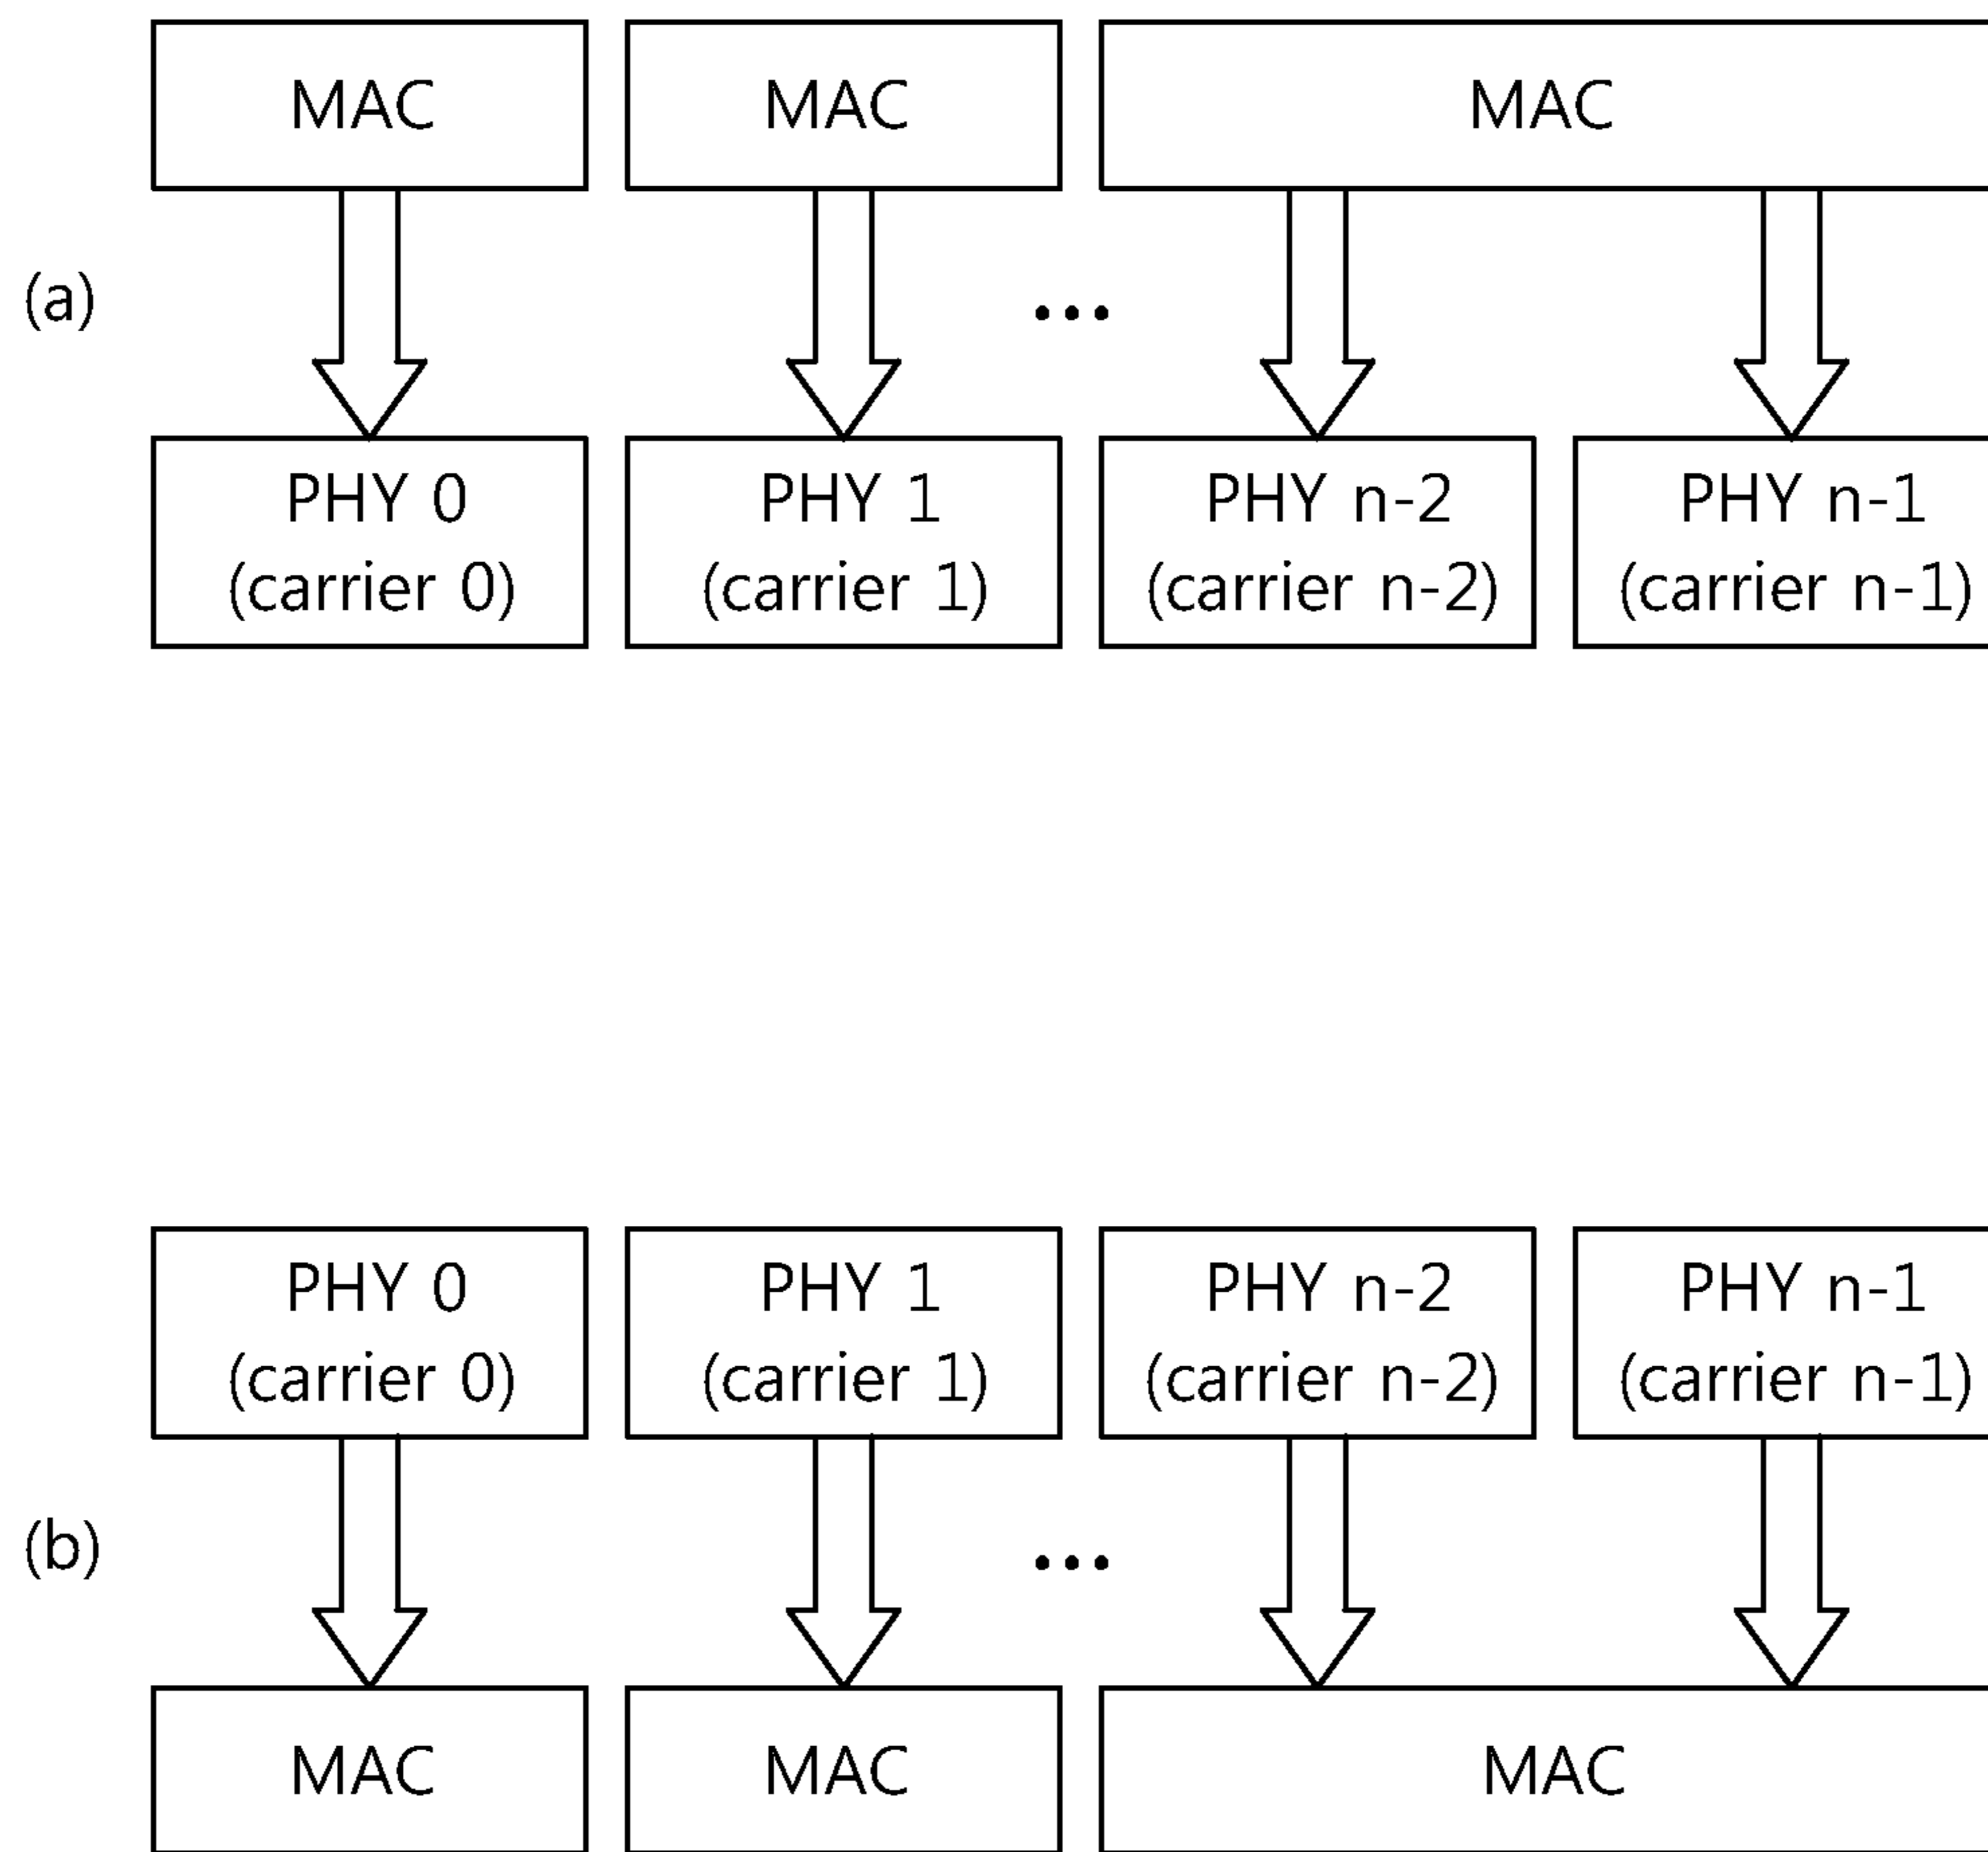 MAC MAC MAC
(a)
...
PHY 0 PHY 1 PHY n-2 PHY n-1
(carrier 0) (carrier 1) (carrier n-2) (carrier n-1)
PHY 0 PHY 1 PHY n-2 PHY n-1
(carrier 0) (carrier 1) (carrier n-2) (carrier n-1)
(b)
...
MAC MAC MAC